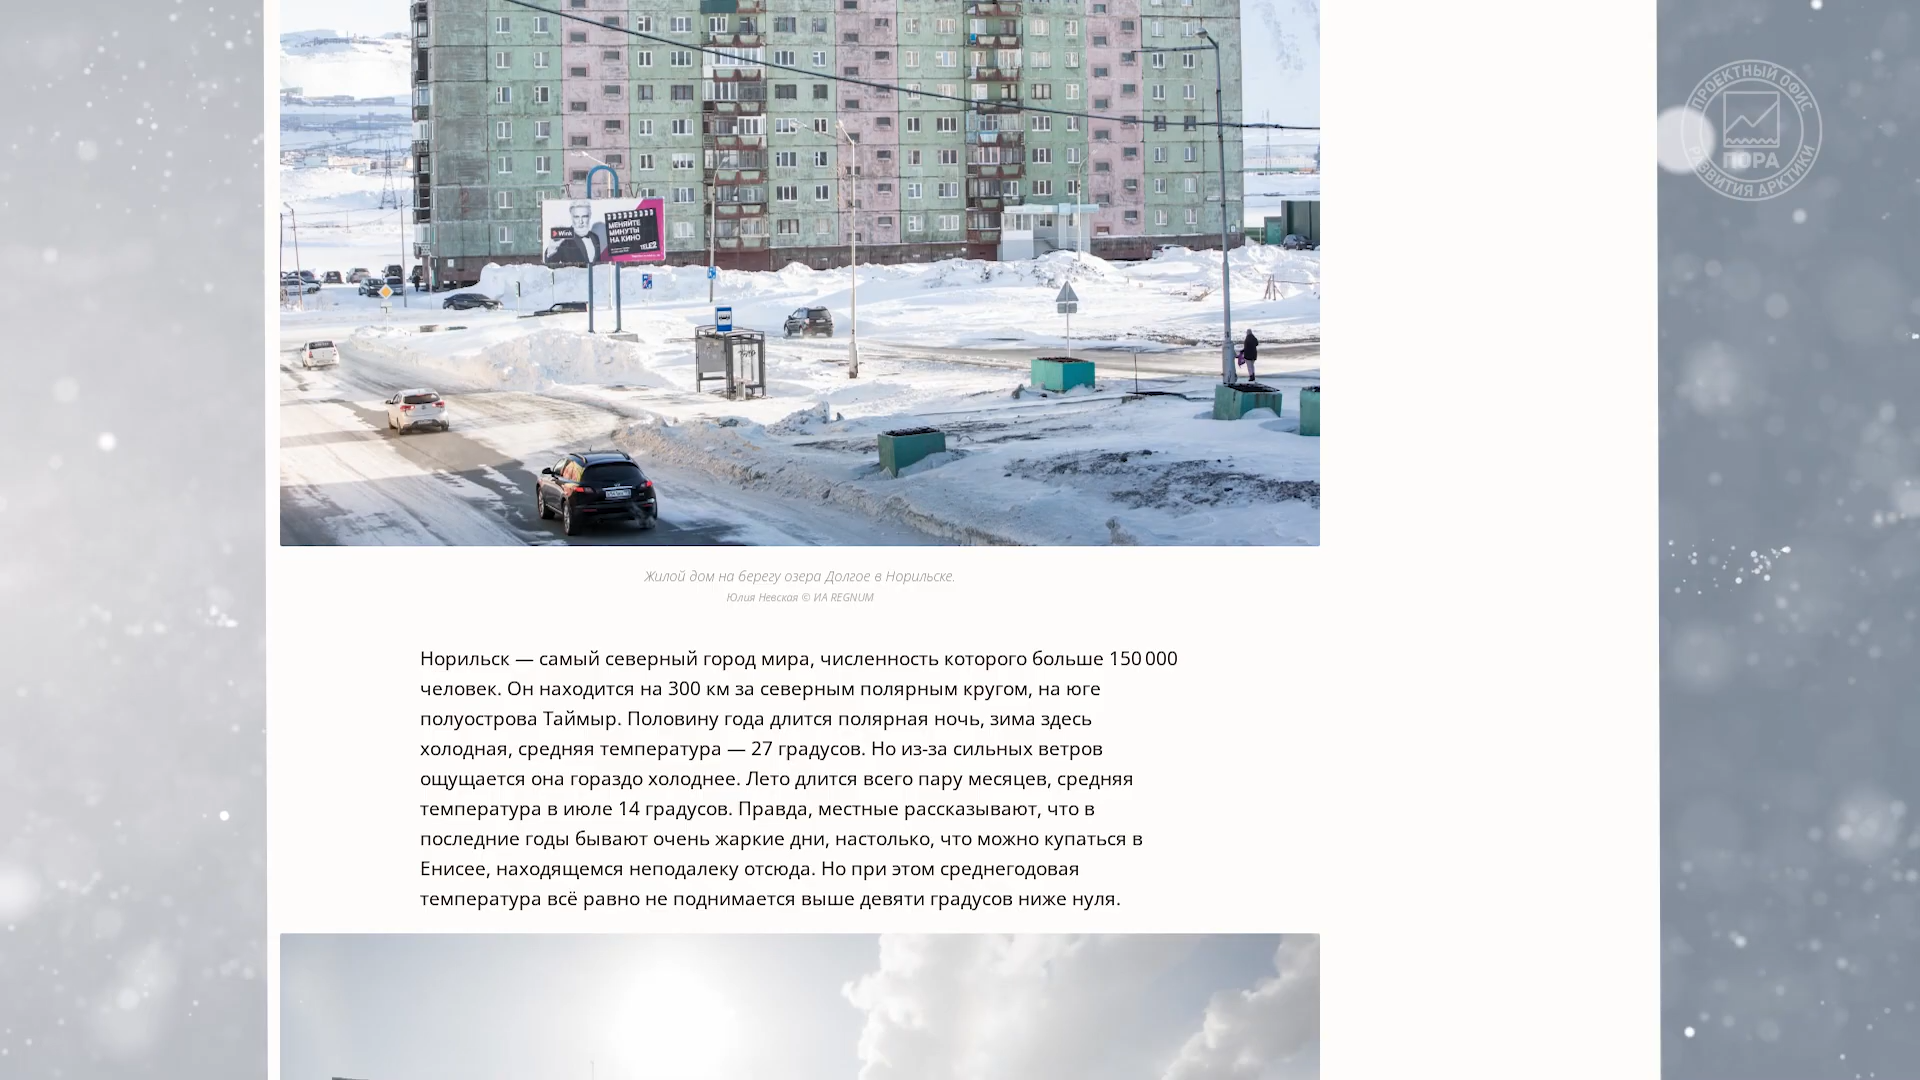 ПРОЕКТНЫЙ ОФИС
ПОРА
РАЗВИТИЯ АРКТИКИ
Wink
МЕНЯЙТЕ
МИНУТЫ
НА КИНО
TELE2
Жилой дом на берегу озера Долгое в Норильске.
Юлия Невская © ИА REGNUM
Норильск — самый северный город мира, численность которого больше 150 000
человек. Он находится на 300 км за северным полярным кругом, на юге
полуострова Таймыр. Половину года длится полярная ночь, зима здесь
холодная, средняя температура — 27 градусов. Но из-за сильных ветров
ощущается она гораздо холоднее. Лето длится всего пару месяцев, средняя
температура в июле 14 градусов. Правда, местные рассказывают, что в
последние годы бывают очень жаркие дни, настолько, что можно купаться в
Енисее, находящемся неподалеку отсюда. Но при этом среднегодовая
температура всё равно не поднимается выше девяти градусов ниже нуля.